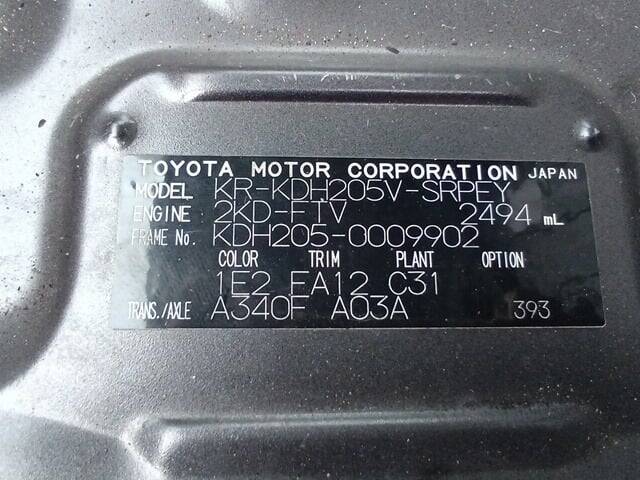 TOYOTA MOTOR CORPORATION JAPAN
MODEL KR-KDH205V-SRPEY
ENGINE 2KD-FTV 2494 mL
FRAME No. KDH205-0009902
COLOR TRIM PLANT OPTION
1E2 FA12 C31
TRANS./AXLE A340F A03A 393